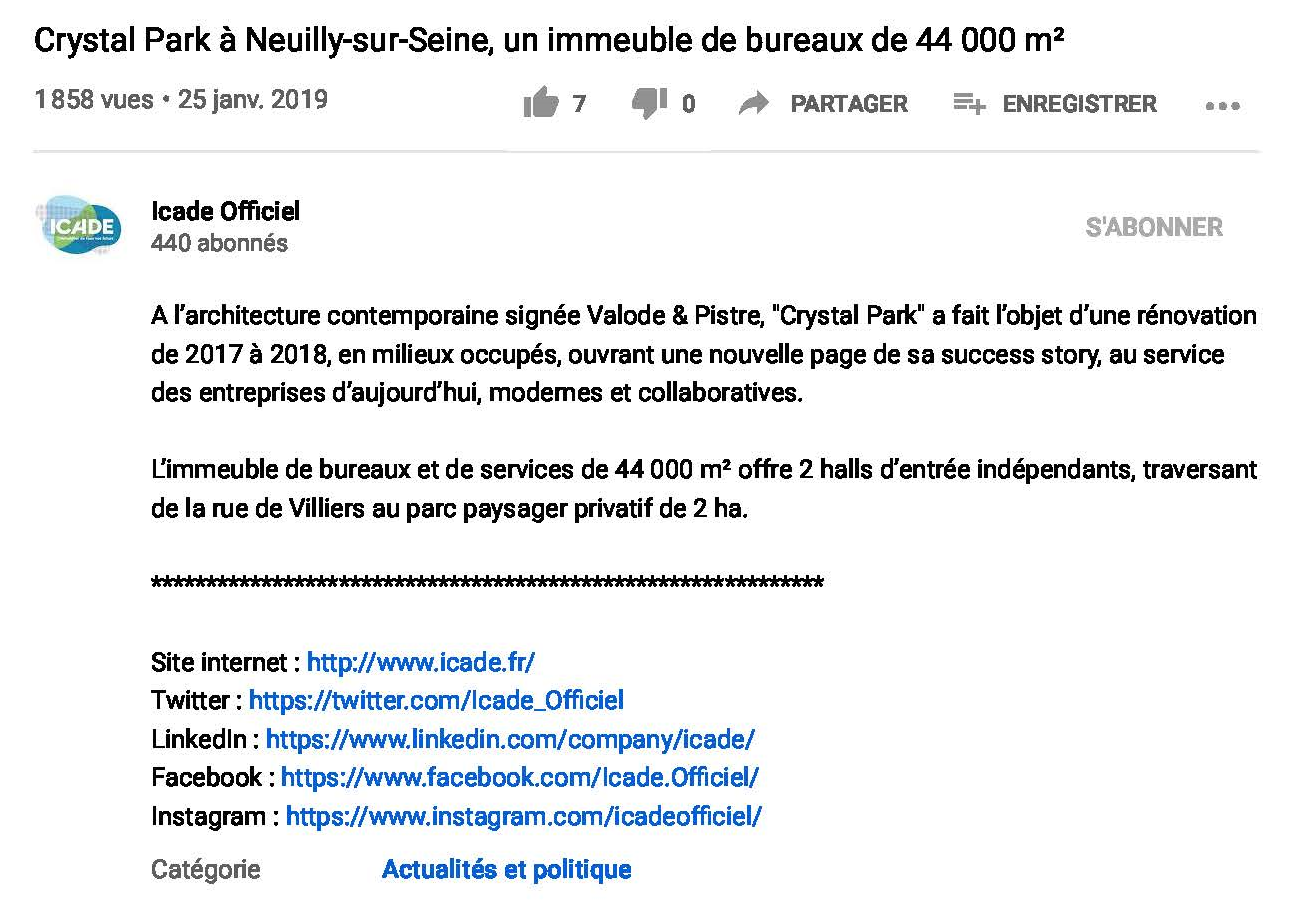 Crystal Park à Neuilly-sur-Seine, un immeuble de bureaux de 44 000 m²
1 858 vues • 25 janv. 2019
7
0
PARTAGER
ENREGISTRER
ICADE
Icade Officiel
440 abonnés
S'ABONNER
A l’architecture contemporaine signée Valode & Pistre, "Crystal Park" a fait l’objet d’une rénovation
de 2017 à 2018, en milieux occupés, ouvrant une nouvelle page de sa success story, au service
des entreprises d’aujourd’hui, modernes et collaboratives.
L’immeuble de bureaux et de services de 44 000 m² offre 2 halls d’entrée indépendants, traversant
de la rue de Villiers au parc paysager privatif de 2 ha.
*************************************************************
Site internet : http://www.icade.fr/
Twitter : https://twitter.com/Icade_Officiel
LinkedIn : https://www.linkedin.com/company/icade/
Facebook : https://www.facebook.com/Icade.Officiel/
Instagram : https://www.instagram.com/icadeofficiel/
Catégorie Actualités et politique